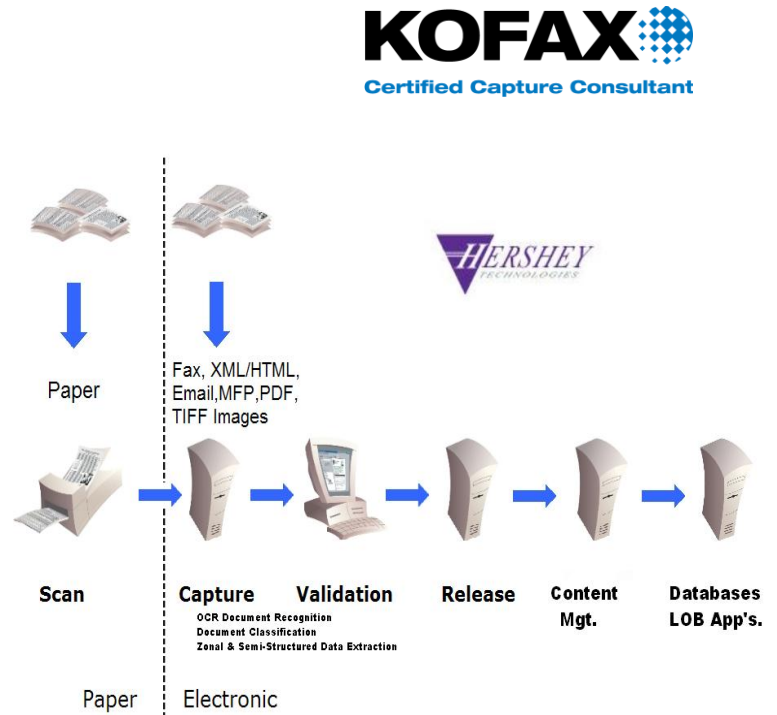 KOFAX
Certified Capture Consultant
HERSHEY
TECHNOLOGIES
Paper
Fax, XML/HTML,
Email,MFP,PDF,
TIFF Images
Scan
Capture
OCR Document Recognition
Document Classification
Zonal & Semi-Structured Data Extraction
Validation
Release
Content
Mgt.
Databases
LOB App's.
Paper
Electronic